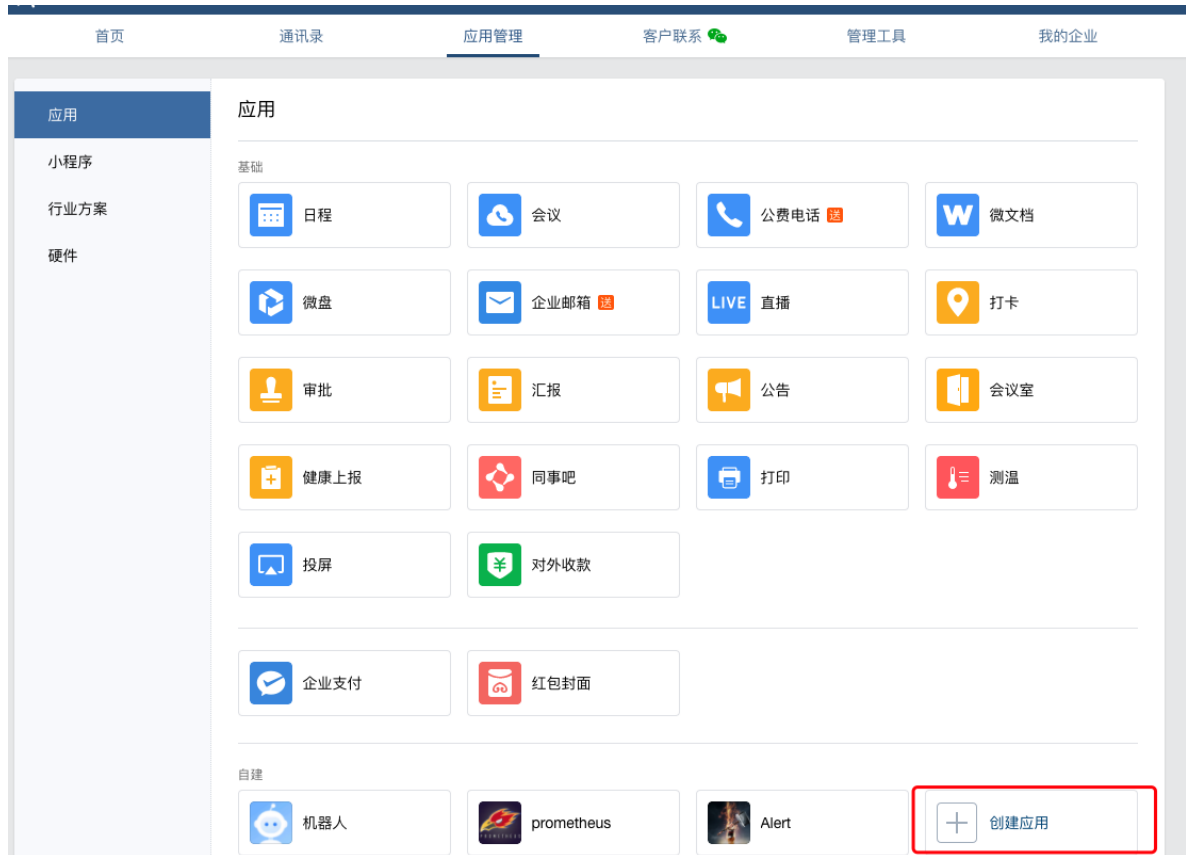 首页 通讯录 应用管理 客户联系 管理工具 我的企业
应用
小程序
行业方案
硬件
应用
基础
日程 会议 公费电话 送 W 微文档
微盘 企业邮箱 送 LIVE 直播 打卡
审批 汇报 公告 会议室
健康上报 同事吧 打印 测温
投屏 对外收款
企业支付 红包封面
自建
机器人 PROMETHEUS prometheus Alert 创建应用